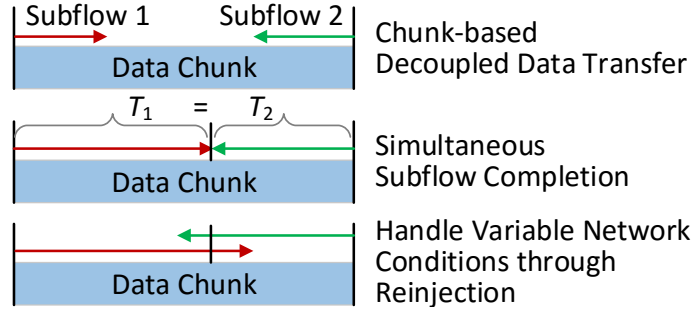 Subflow 1 Subflow 2
Data Chunk
Chunk-based
Decoupled Data Transfer
T1 = T2
Data Chunk
Simultaneous
Subflow Completion
Data Chunk
Handle Variable Network
Conditions through
Reinjection